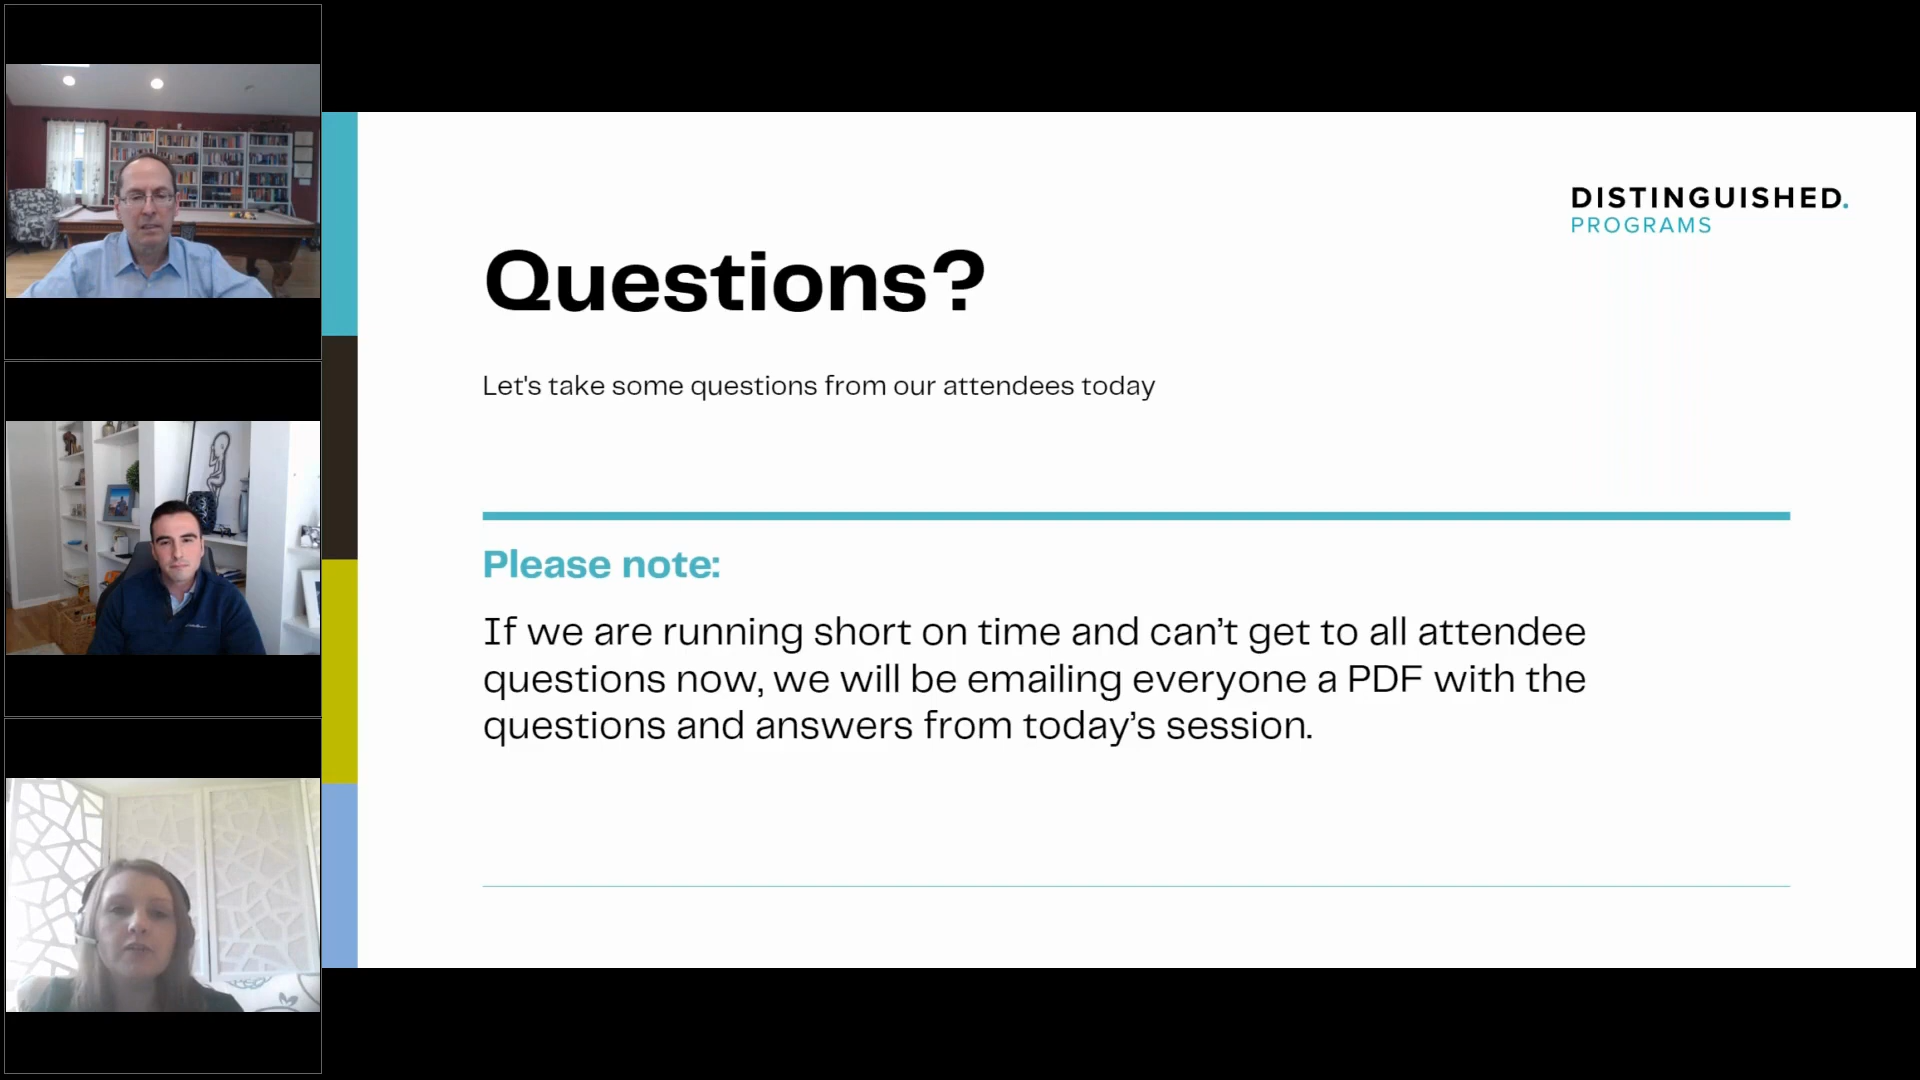 DISTINGUISHED.
PROGRAMS
Questions?
Let's take some questions from our attendees today
Please note:
If we are running short on time and can’t get to all attendee
questions now, we will be emailing everyone a PDF with the
questions and answers from today’s session.